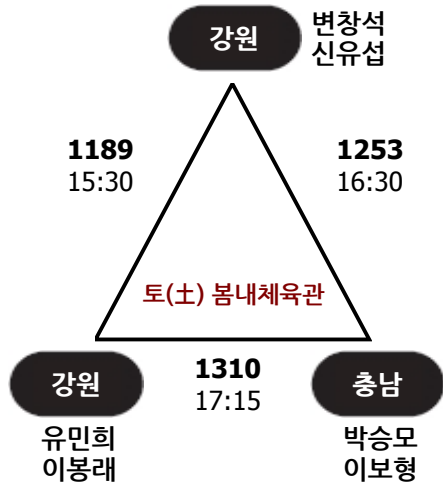 강원
변창석
신유섭
1189
15:30
1253
16:30
토(土) 봄내체육관
강원
1310
17:15
충남
유민희
이봉래
박승모
이보형